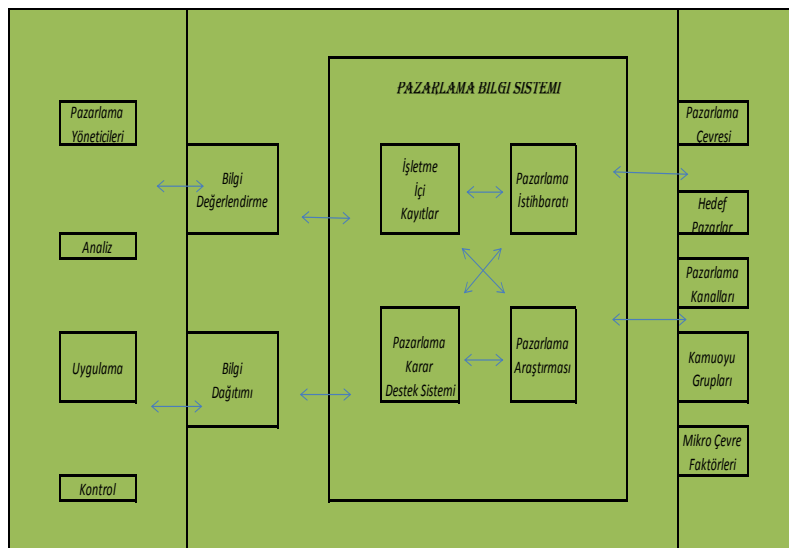 PAZARLAMA BILGI SISTEMI
Pazarlama
Yöneticileri
Analiz
Uygulama
Kontrol
Bilgi
Değerlendirme
Bilgi
Dağıtımı
İşletme
İçi
Kayıtlar
Pazarlama
İstihbaratı
Pazarlama
Karar
Destek Sistemi
Pazarlama
Araştırması
Pazarlama
Çevresi
Hedef
Pazarlar
Pazarlama
Kanalları
Kamuoyu
Grupları
Mikro Çevre
Faktörleri